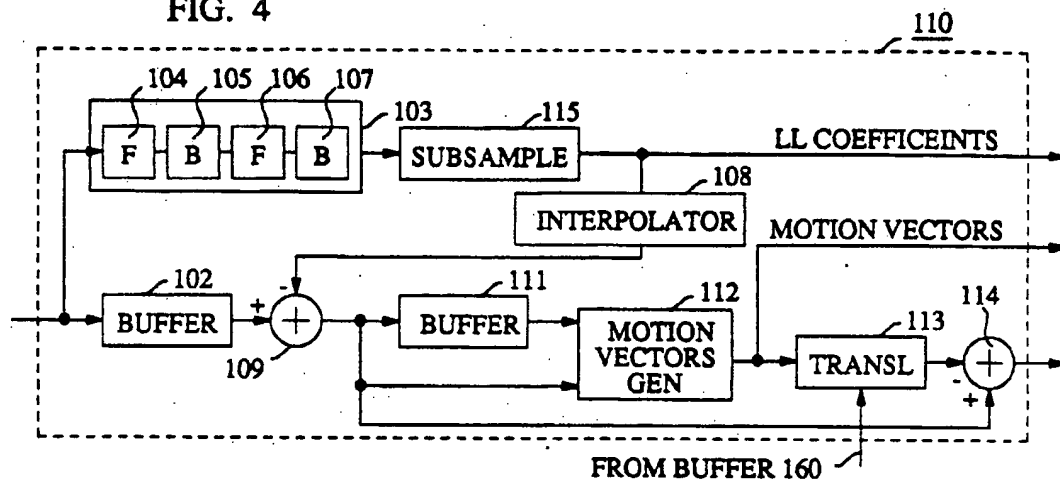 FIG. 4
110
104 105 106 107
103
115
F B F B
SUBSAMPLE
LL COEFFICEINTS
108
INTERPOLATOR
MOTION VECTORS
102
-
+
+
BUFFER
109
111
BUFFER
112
MOTION
VECTORS
GEN
113
TRANSL
114
+
-
+
FROM BUFFER 160